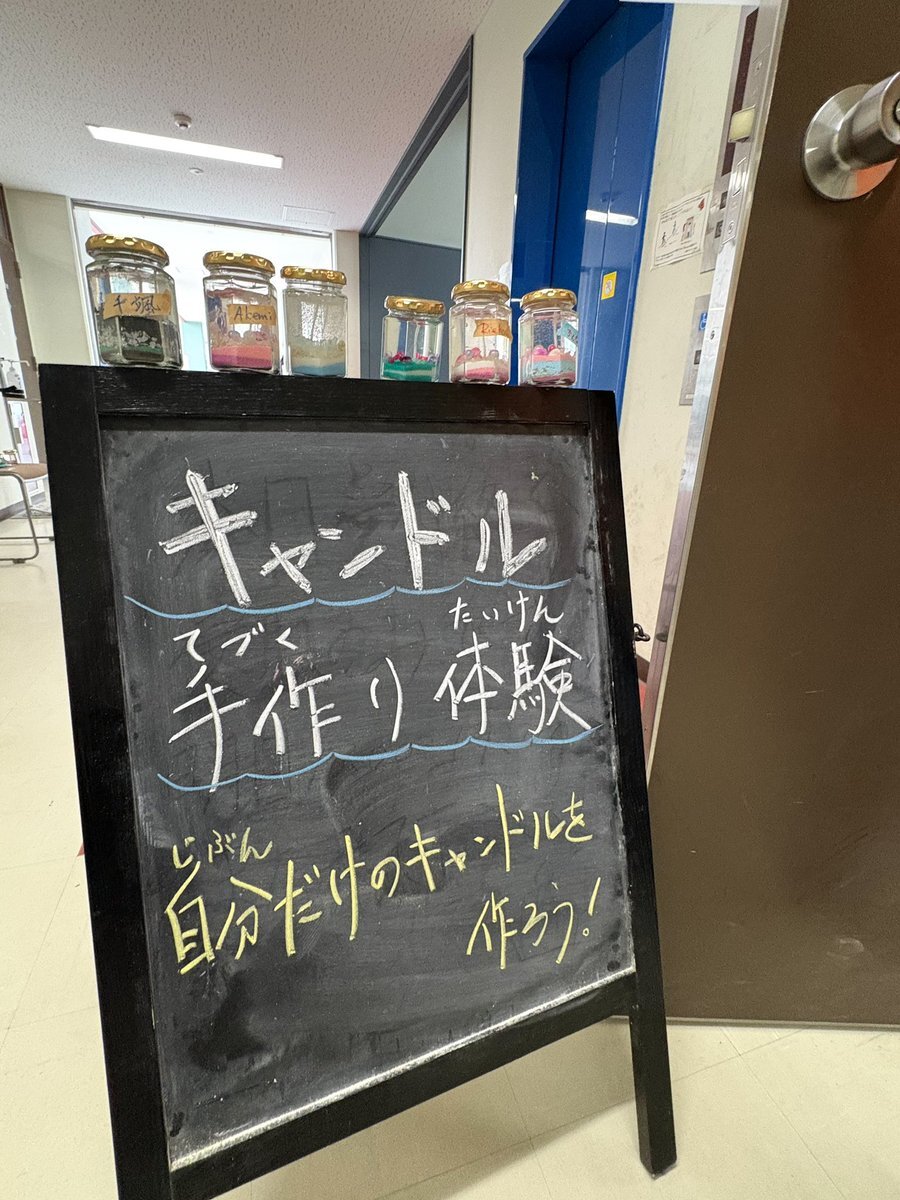 Akemi
キャンドル
てづく たいけん
手作り体験
じぶん
自分だけのキャンドルを
作ろう!